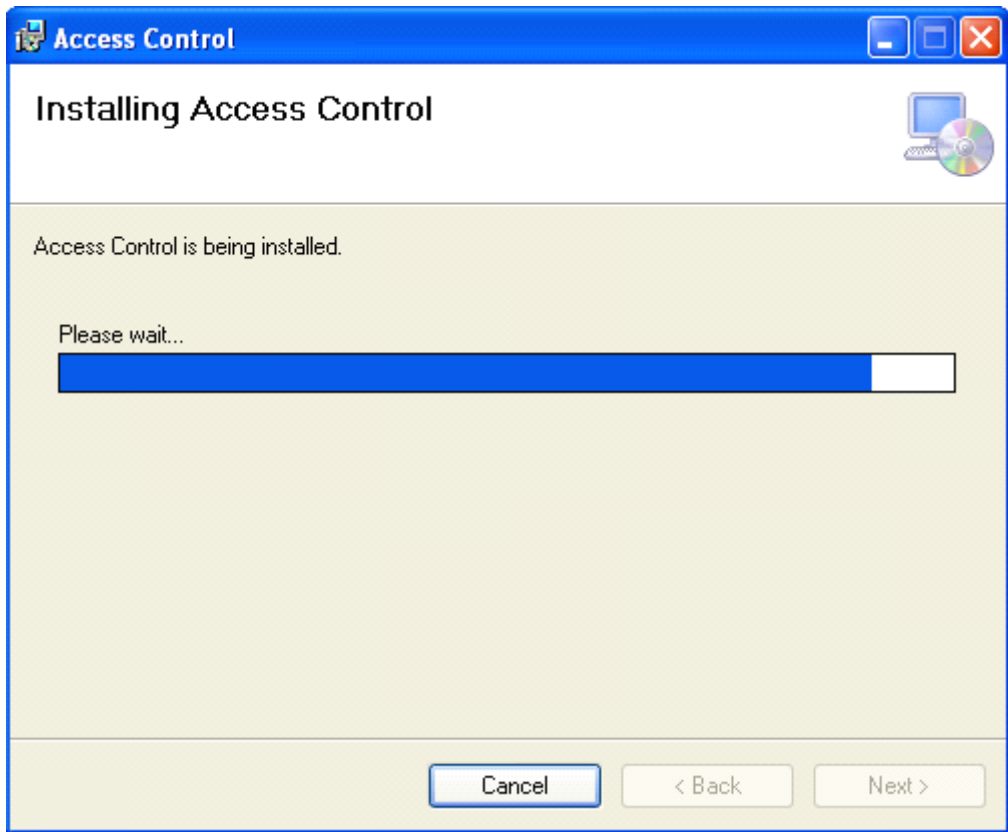 Access Control
Installing Access Control
Access Control is being installed.
Please wait...
Cancel
< Back
Next >